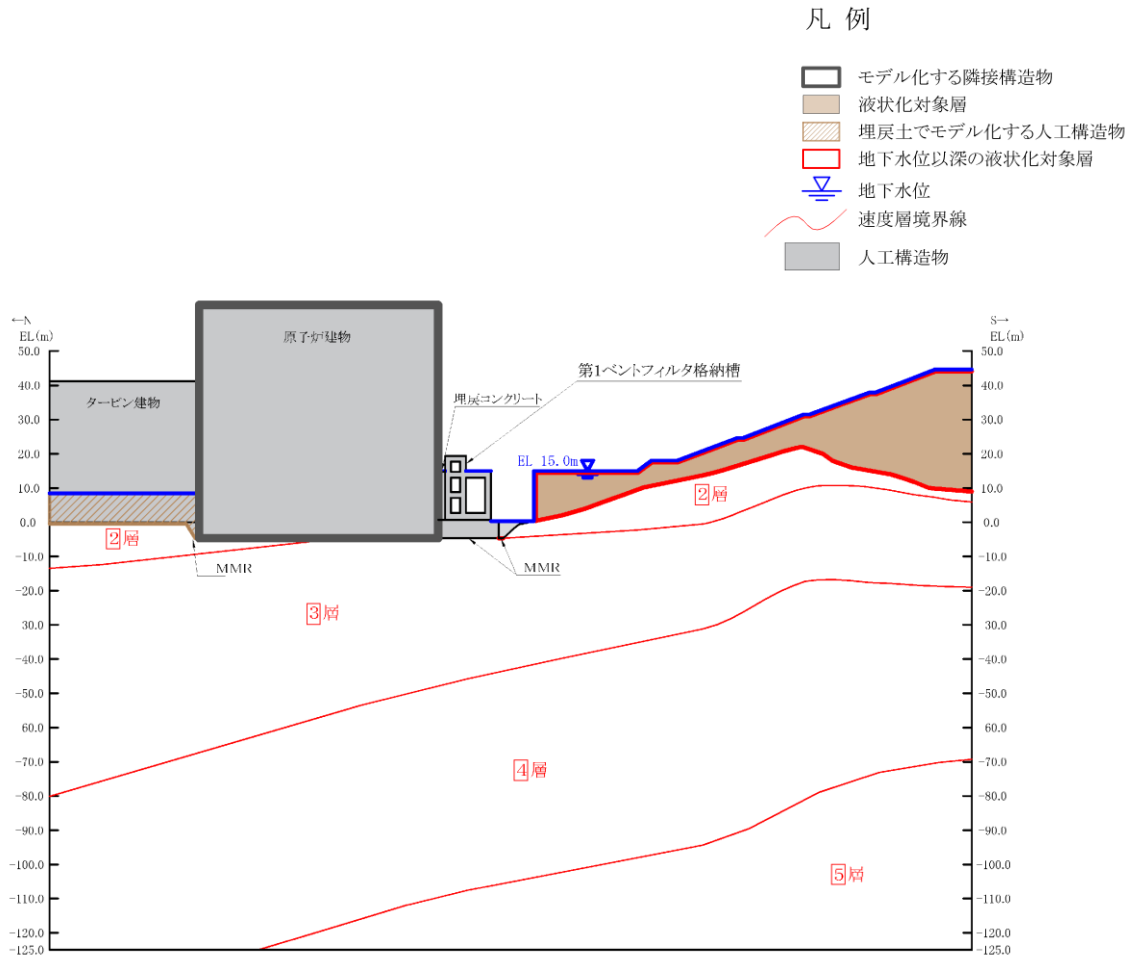 凡 例
モデル化する隣接構造物
液状化対象層
埋戻土でモデル化する人工構造物
地下水位以深の液状化対象層
地下水位
速度層境界線
人工構造物
←N
EL(m)
S→
EL(m)
50.0
40.0
30.0
20.0
10.0
0.0
-10.0
-20.0
30.0
-40.0
-50.0
60.0
-70.0
-80.0
-90.0
-100.0
-110.0
-120.0
-125.0
原子炉建物
タービン建物
第1ベントフィルタ格納槽
埋戻コンクリート
EL 15.0m
2層
2層
MMR
MMR
3層
4層
5層
50.0
40.0
30.0
20.0
10.0
0.0
-10.0
-20.0
30.0
-40.0
-50.0
60.0
-70.0
-80.0
-90.0
-100.0
-110.0
-120.0
-125.0